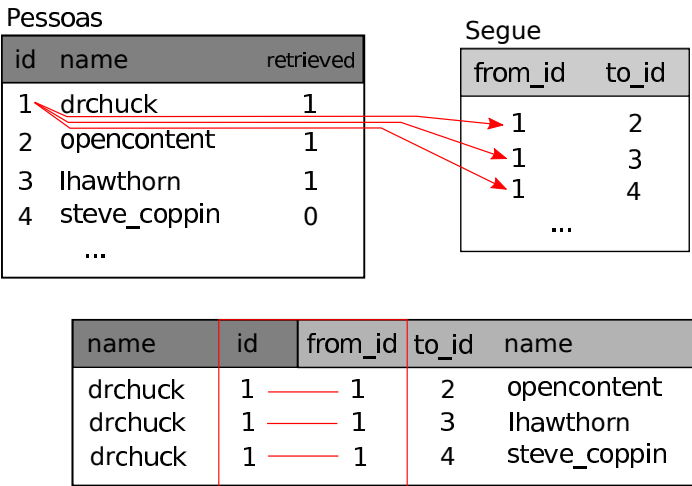 Pessoas
id name retrieved
1 drchuck 1
2 opencontent 1
3 lhawthorn 1
4 steve_coppin 0
...
Segue
from_id to_id
1 2
1 3
1 4
...
name id from_id to_id name
drchuck 1 1 2 opencontent
drchuck 1 1 3 lhawthorn
drchuck 1 1 4 steve_coppin